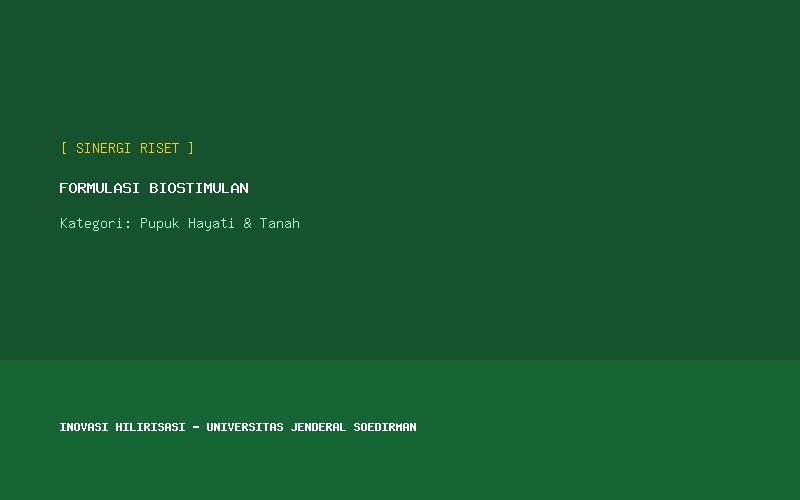 [ SINERGI RISET ]
FORMULASI BIOSTIMULAN
Kategori: Pupuk Hayati & Tanah
INOVASI HILIRISASI - UNIVERSITAS JENDERAL SOEDIRMAN